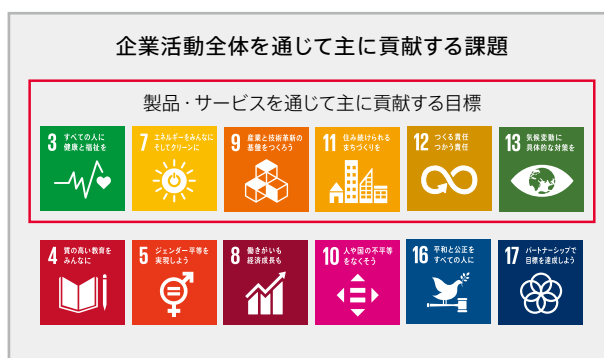 企業活動全体を通じて主に貢献する課題
製品・サービスを通じて主に貢献する目標
3 すべての人に
健康と福祉を
7 エネルギーをみんなに
そしてクリーンに
9 産業と技術革新の
基盤をつくろう
11 住み続けられる
まちづくりを
12 つくる責任
つかう責任
13 気候変動に
具体的な対策を
4 質の高い教育を
みんなに
5 ジェンダー平等を
実現しよう
8 働きがいも
経済成長も
10 人や国の不平等
をなくそう
16 平和と公正を
すべての人に
17 パートナーシップで
目標を達成しよう